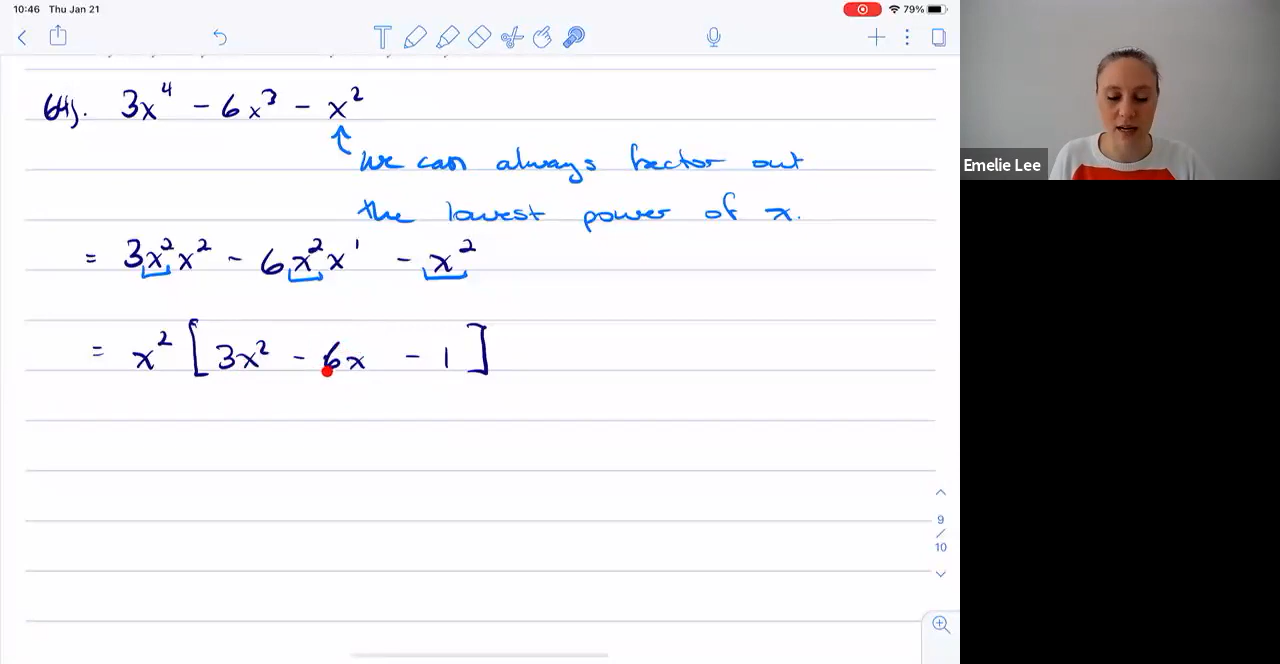 10:46 Thu Jan 21
79%
64). 3x⁴ - 6x³ - x²
we can always factor out
the lowest power of x.
= 3x²x² - 6x²x¹ - x²
= x² [3x² - 6x - 1]
Emelie Lee
9
/
10